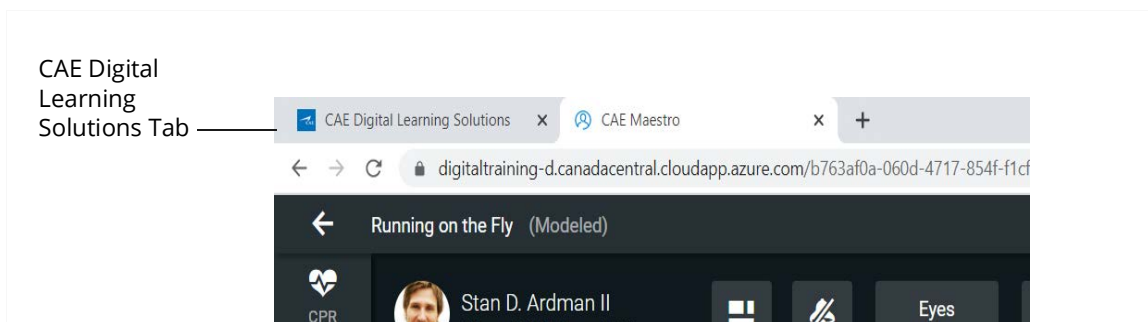 CAE Digital
Learning
Solutions Tab
CAE Digital Learning Solutions
CAE Maestro
digitaltraining-d.canadacentral.cloudapp.azure.com/b763af0a-060d-4717-854f-f1cf
Running on the Fly (Modeled)
CPR
Stan D. Ardman II
Eyes